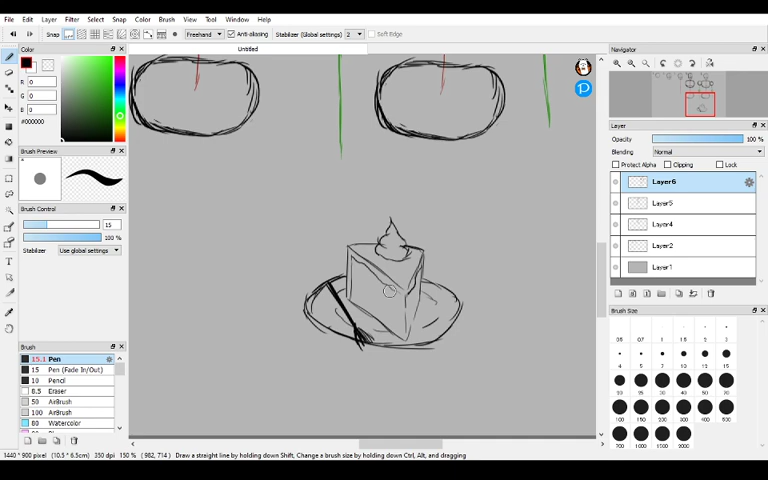 File Edit Layer Filter Select Snap Color Brush View Tool Window Help
Snap Freehand Anti-aliasing Stabilizer (Global settings) 2 Soft Edge
Untitled
Color
R 0
G 0
B 0
#000000
Brush Preview
Brush Control
15
100 %
Stabilizer Use global settings
Brush
15.1 Pen
15 Pen (Fade In/Out)
10 Pencil
8.5 Eraser
50 AirBrush
100 AirBrush
80 Watercolor
Navigator
Layer
Opacity 100 %
Blending Normal
Protect Alpha Clipping Lock
Layer6
Layer5
Layer4
Layer2
Layer1
Brush Size
1440 * 900 pixel (10.5 * 6.5cm) 350 dpi 150 % ( 982, 714 ) Draw a straight line by holding down Shift, Change a brush size by holding down Ctrl, Alt, and dragging